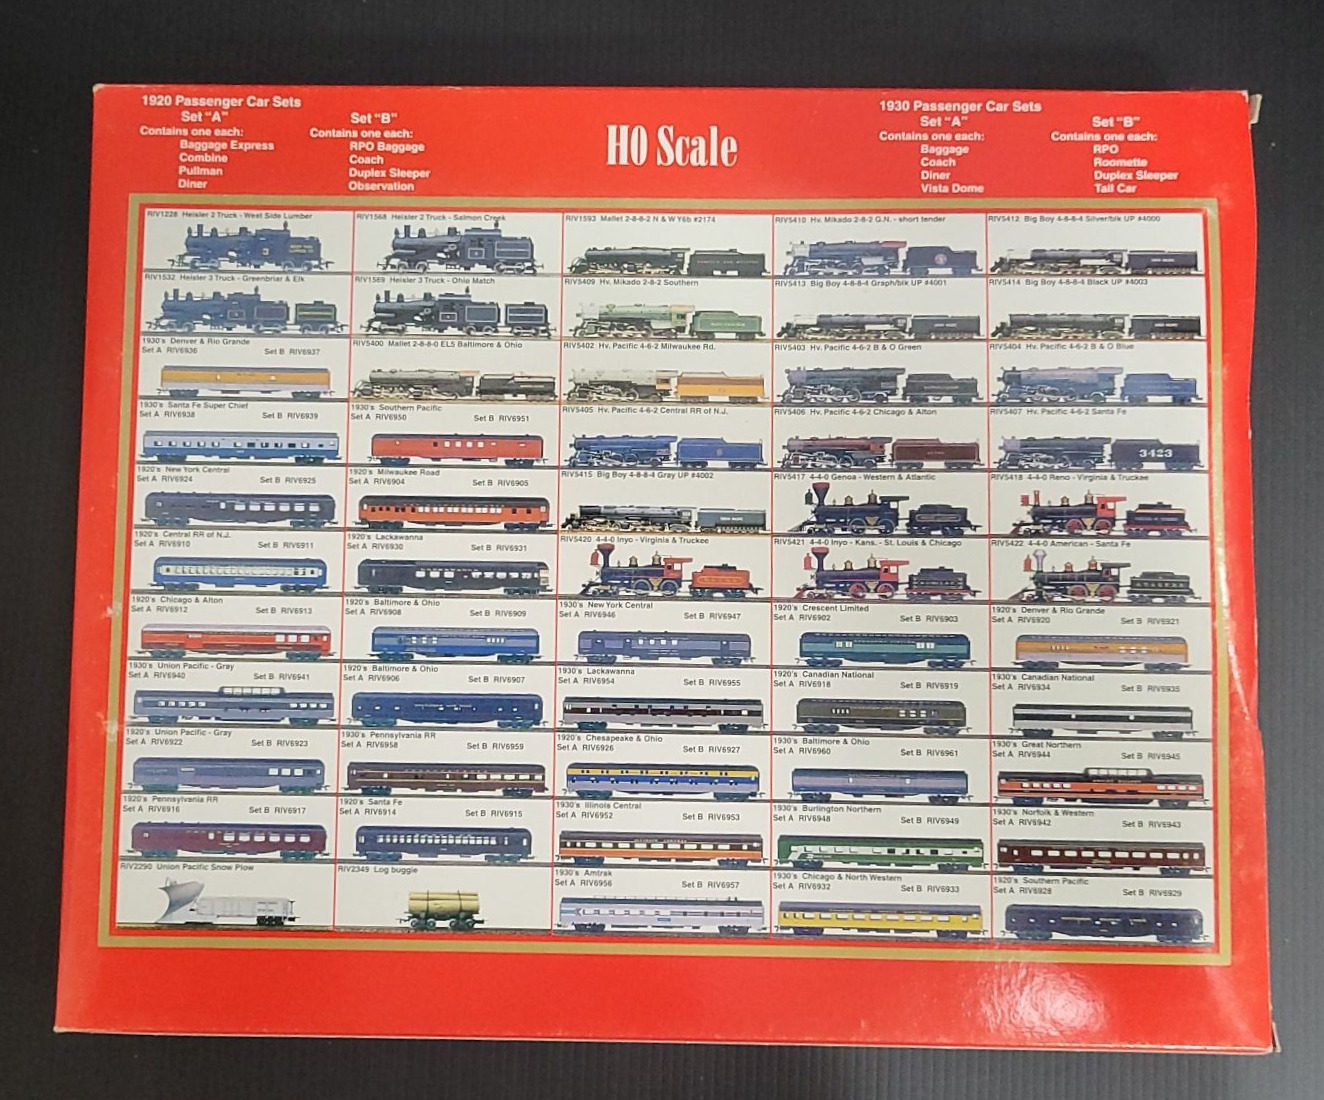 1920 Passenger Car Sets
Set "A"
Contains one each:
Baggage Express
Combine
Pullman
Diner
Set "B"
Contains one each:
RPO Baggage
Coach
Duplex Sleeper
Observation
H0 Scale
1930 Passenger Car Sets
Set "A"
Contains one each:
Baggage
Coach
Diner
Vista Dome
Set "B"
Contains one each:
RPO
Roomette
Duplex Sleeper
Tail Car
RIV1228 Heisler 2 Truck - West Side Lumber
RIV1568 Heisler 2 Truck - Salmon Creek
RIV1593 Mallet 2-8-8-2 N & W Y6b #2174
RIV5410 Hv. Mikado 2-8-2 G.N. - short tender
RIV5412 Big Boy 4-8-8-4 Silver/blk UP #4000
RIV1532 Heisler 3 Truck - Greenbriar & Elk
RIV1569 Heisler 3 Truck - Ohio Match
RIV5409 Hv. Mikado 2-8-2 Southern
RIV5413 Big Boy 4-8-8-4 Graph/blk UP #4001
RIV5414 Big Boy 4-8-8-4 Black UP #4003
1930's Denver & Rio Grande
Set A RIV6936 Set B RIV6937
RIV5400 Mallet 2-8-8-0 EL5 Baltimore & Ohio
RIV5402 Hv. Pacific 4-6-2 Milwaukee Rd.
RIV5403 Hv. Pacific 4-6-2 B & O Green
RIV5404 Hv. Pacific 4-6-2 B & O Blue
1930's Santa Fe Super Chief
Set A RIV6938 Set B RIV6939
1930's Southern Pacific
Set A RIV6950 Set B RIV6951
RIV5405 Hv. Pacific 4-6-2 Central RR of N.J.
RIV5406 Hv. Pacific 4-6-2 Chicago & Alton
RIV5407 Hv. Pacific 4-6-2 Santa Fe
3423
1920's New York Central
Set A RIV6924 Set B RIV6925
1920's Milwaukee Road
Set A RIV6904 Set B RIV6905
RIV5415 Big Boy 4-8-8-4 Gray UP #4002
RIV5417 4-4-0 Genoa - Western & Atlantic
RIV5418 4-4-0 Reno - Virginia & Truckee
1920's Central RR of N.J.
Set A RIV6910 Set B RIV6911
1920's Lackawanna
Set A RIV6930 Set B RIV6931
RIV5420 4-4-0 Inyo - Virginia & Truckee
RIV5421 4-4-0 Inyo - Kans. - St. Louis & Chicago
RIV5422 4-4-0 American - Santa Fe
1920's Chicago & Alton
Set A RIV6912 Set B RIV6913
1920's Baltimore & Ohio
Set A RIV6908 Set B RIV6909
1930's New York Central
Set A RIV6946 Set B RIV6947
1920's Crescent Limited
Set A RIV6902 Set B RIV6903
1920's Denver & Rio Grande
Set A RIV6920 Set B RIV6921
1930's Union Pacific - Gray
Set A RIV6940 Set B RIV6941
1920's Baltimore & Ohio
Set A RIV6906 Set B RIV6907
1930's Lackawanna
Set A RIV6954 Set B RIV6955
1920's Canadian National
Set A RIV6918 Set B RIV6919
1930's Canadian National
Set A RIV6934 Set B RIV6935
1920's Union Pacific - Gray
Set A RIV6922 Set B RIV6923
1930's Pennsylvania RR
Set A RIV6958 Set B RIV6959
1920's Chesapeake & Ohio
Set A RIV6926 Set B RIV6927
1930's Baltimore & Ohio
Set A RIV6960 Set B RIV6961
1930's Great Northern
Set A RIV6944 Set B RIV6945
1920's Pennsylvania RR
Set A RIV6916 Set B RIV6917
1920's Santa Fe
Set A RIV6914 Set B RIV6915
1930's Illinois Central
Set A RIV6952 Set B RIV6953
1930's Burlington Northern
Set A RIV6948 Set B RIV6949
1930's Norfolk & Western
Set A RIV6942 Set B RIV6943
RIV2290 Union Pacific Snow Plow
RIV2349 Log buggie
1930's Amtrak
Set A RIV6956 Set B RIV6957
1930's Chicago & North Western
Set A RIV6932 Set B RIV6933
1920's Southern Pacific
Set A RIV6928 Set B RIV6929